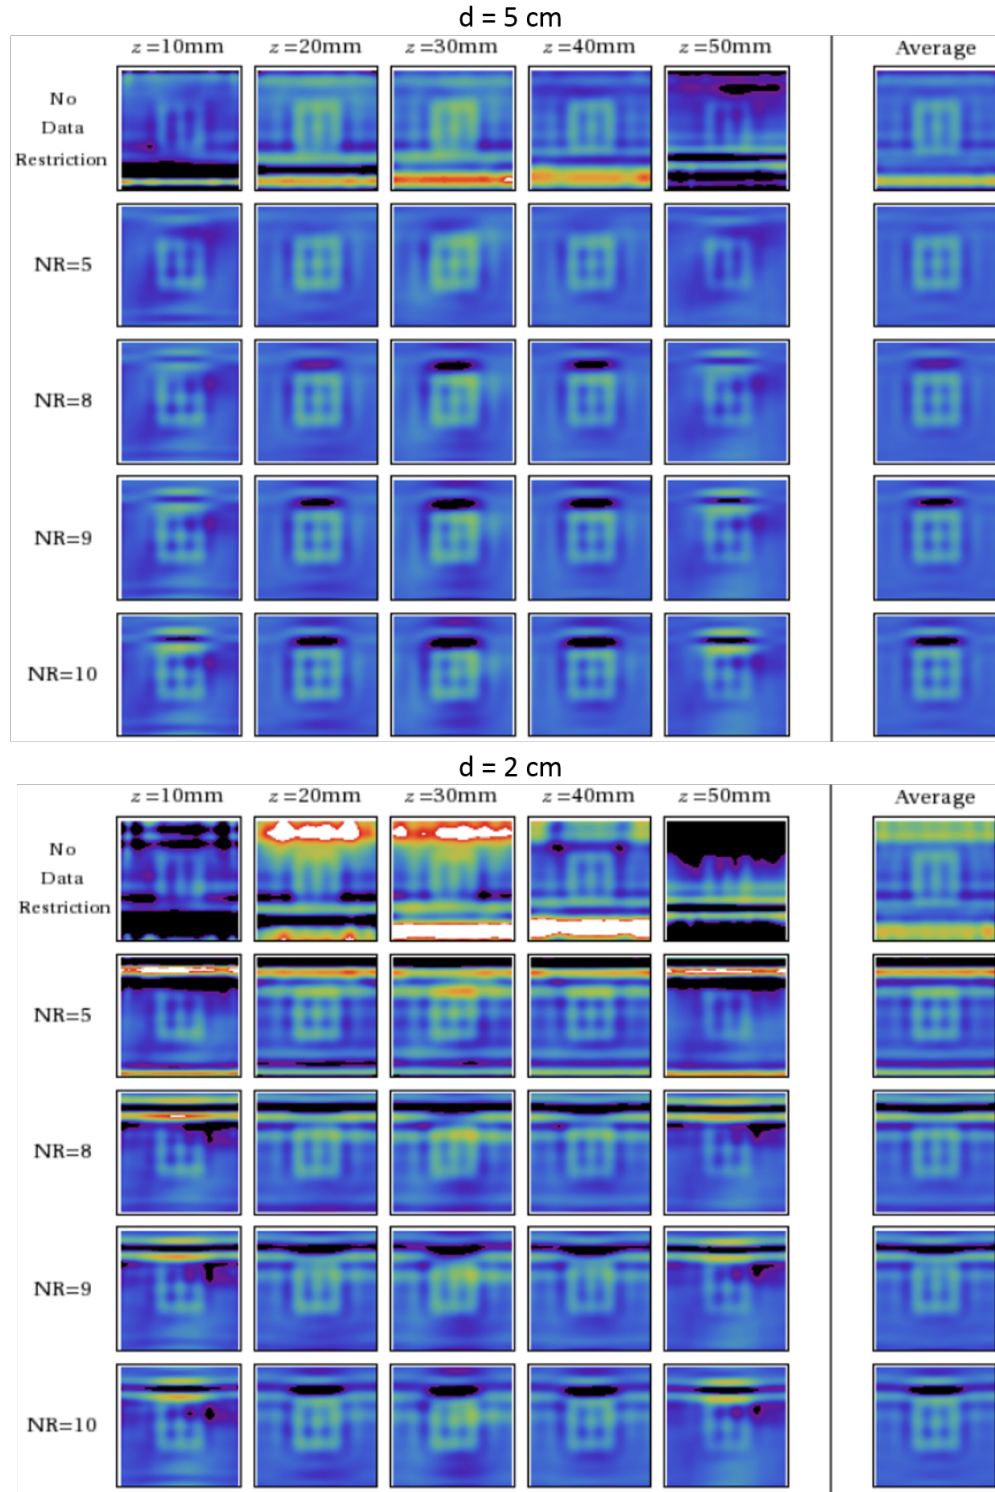 d = 5 cm
z =10mm z =20mm z =30mm z =40mm z =50mm Average
No
Data
Restriction
NR=5
NR=8
NR=9
NR=10
d = 2 cm
z =10mm z =20mm z =30mm z =40mm z =50mm Average
No
Data
Restriction
NR=5
NR=8
NR=9
NR=10